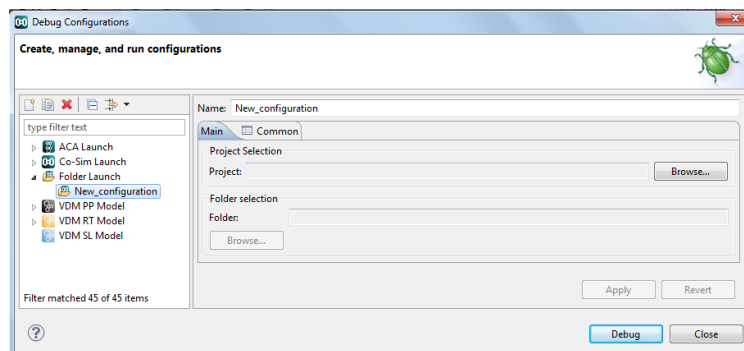 Debug Configurations
Create, manage, and run configurations
Name: New_configuration
type filter text
Main Common
ACA Launch
Co-Sim Launch
Folder Launch
New_configuration
VDM PP Model
VDM RT Model
VDM SL Model
Filter matched 45 of 45 items
Project Selection
Project: Browse...
Folder selection
Folder:
Browse...
Apply Revert
Debug Close